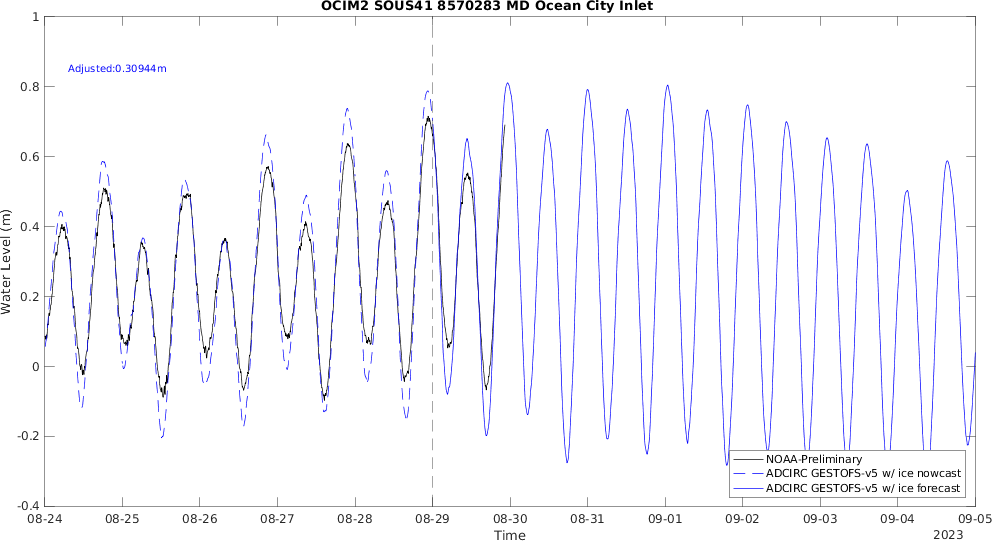 OCIM2 SOUS41 8570283 MD Ocean City Inlet
1
0.8
0.6
0.4
0.2
0
-0.2
-0.4
Water Level (m)
Adjusted:0.30944m
NOAA-Preliminary
ADCIRC GESTOFS-v5 w/ ice nowcast
ADCIRC GESTOFS-v5 w/ ice forecast
08-24 08-25 08-26 08-27 08-28 08-29 08-30 08-31 09-01 09-02 09-03 09-04 09-05
Time
2023